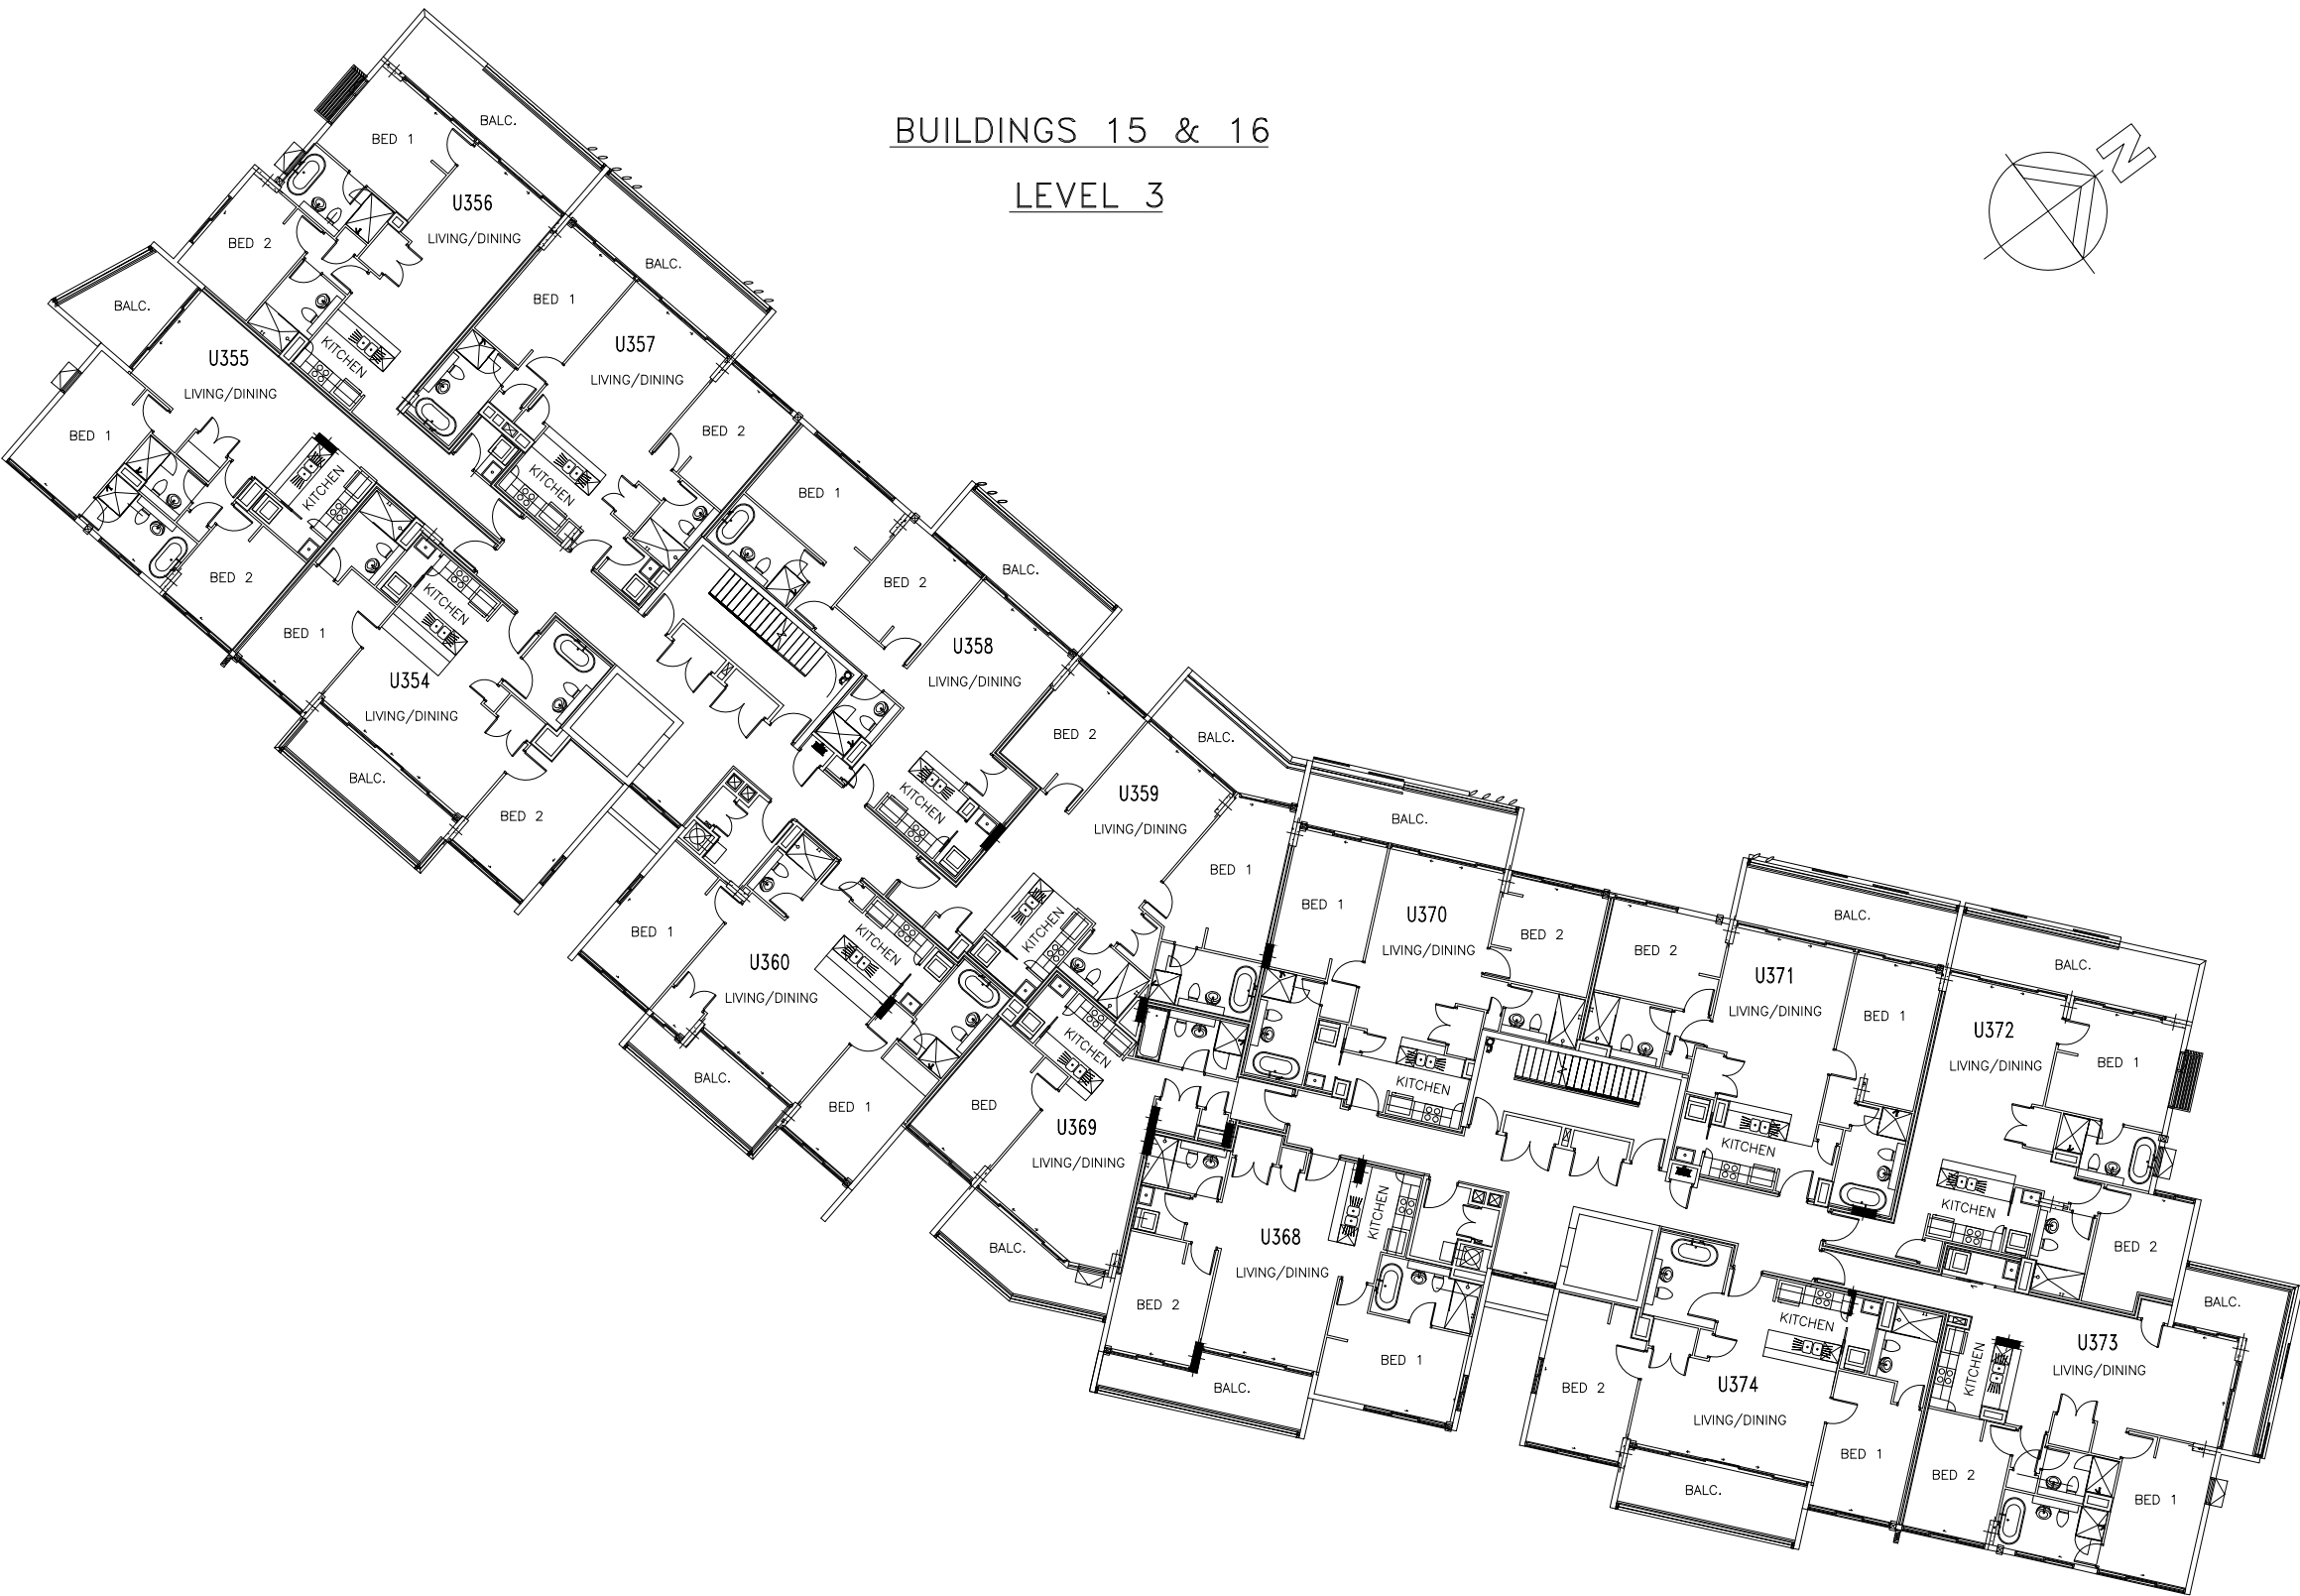 BUILDINGS 15 & 16
LEVEL 3
N
BALC.
BED 1
U356
LIVING/DINING
BED 2
KITCHEN
BALC.
BED 1
U357
LIVING/DINING
BED 2
KITCHEN
BALC.
U355
LIVING/DINING
BED 1
KITCHEN
BED 2
BED 1
KITCHEN
U354
LIVING/DINING
BALC.
BED 2
BED 1
BED 2
BALC.
U358
LIVING/DINING
KITCHEN
BED 2
BALC.
U359
LIVING/DINING
BED 1
KITCHEN
BED 1
U360
LIVING/DINING
KITCHEN
BALC.
BED 1
BED
KITCHEN
U369
LIVING/DINING
BALC.
BALC.
BED 1
U370
LIVING/DINING
BED 2
KITCHEN
BED 2
BALC.
U371
LIVING/DINING
BED 1
KITCHEN
BALC.
U372
LIVING/DINING
BED 1
KITCHEN
BED 2
KITCHEN
U368
LIVING/DINING
BED 2
BED 1
BALC.
BALC.
U373
LIVING/DINING
KITCHEN
BED 2
BED 1
KITCHEN
U374
LIVING/DINING
BED 2
BED 1
BALC.